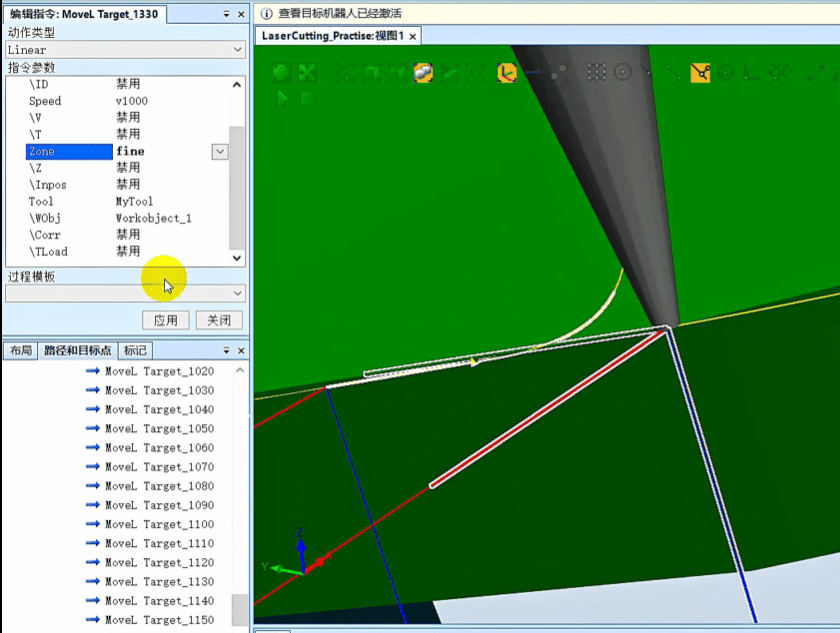 编辑指令: MoveL Target_1330
动作类型
Linear
指令参数
\ID 禁用
Speed v1000
\V 禁用
\T 禁用
Zone fine
\Z 禁用
\Inpos 禁用
Tool MyTool
\WObj Workobject_1
\Corr 禁用
\TLoad 禁用
过程模板
应用 关闭
布局 路径和目标点 标记
MoveL Target_1020
MoveL Target_1030
MoveL Target_1040
MoveL Target_1050
MoveL Target_1060
MoveL Target_1070
MoveL Target_1080
MoveL Target_1090
MoveL Target_1100
MoveL Target_1110
MoveL Target_1120
MoveL Target_1130
MoveL Target_1140
MoveL Target_1150
查看目标机器人已经激活
LaserCutting_Practise:视图1
Z
Y
X